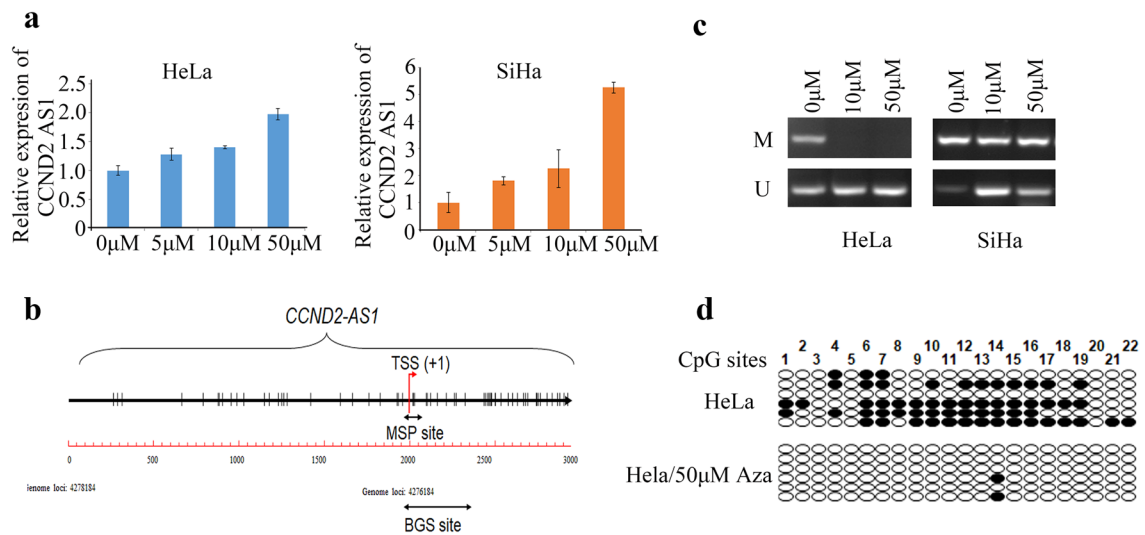 a
HeLa
Relative expression of
CCND2 AS1
2.5
2.0
1.5
1.0
0.5
0
0μM 5μM 10μM 50μM
SiHa
Relative expression of
CCND2 AS1
6
5
4
3
2
1
0
0μM 5μM 10μM 50μM
c
0μM 10μM 50μM 0μM 10μM 50μM
M
U
HeLa SiHa
b
CCND2-AS1
TSS (+1)
MSP site
0 500 1000 1500 2000 2500 3000
Genome loci: 4278184 Genome loci: 4276184
BGS site
d
CpG sites
1 2 3 4 5 6 7 8 9 10 11 12 13 14 15 16 17 18 19 20 21 22
HeLa
Hela/50μM Aza